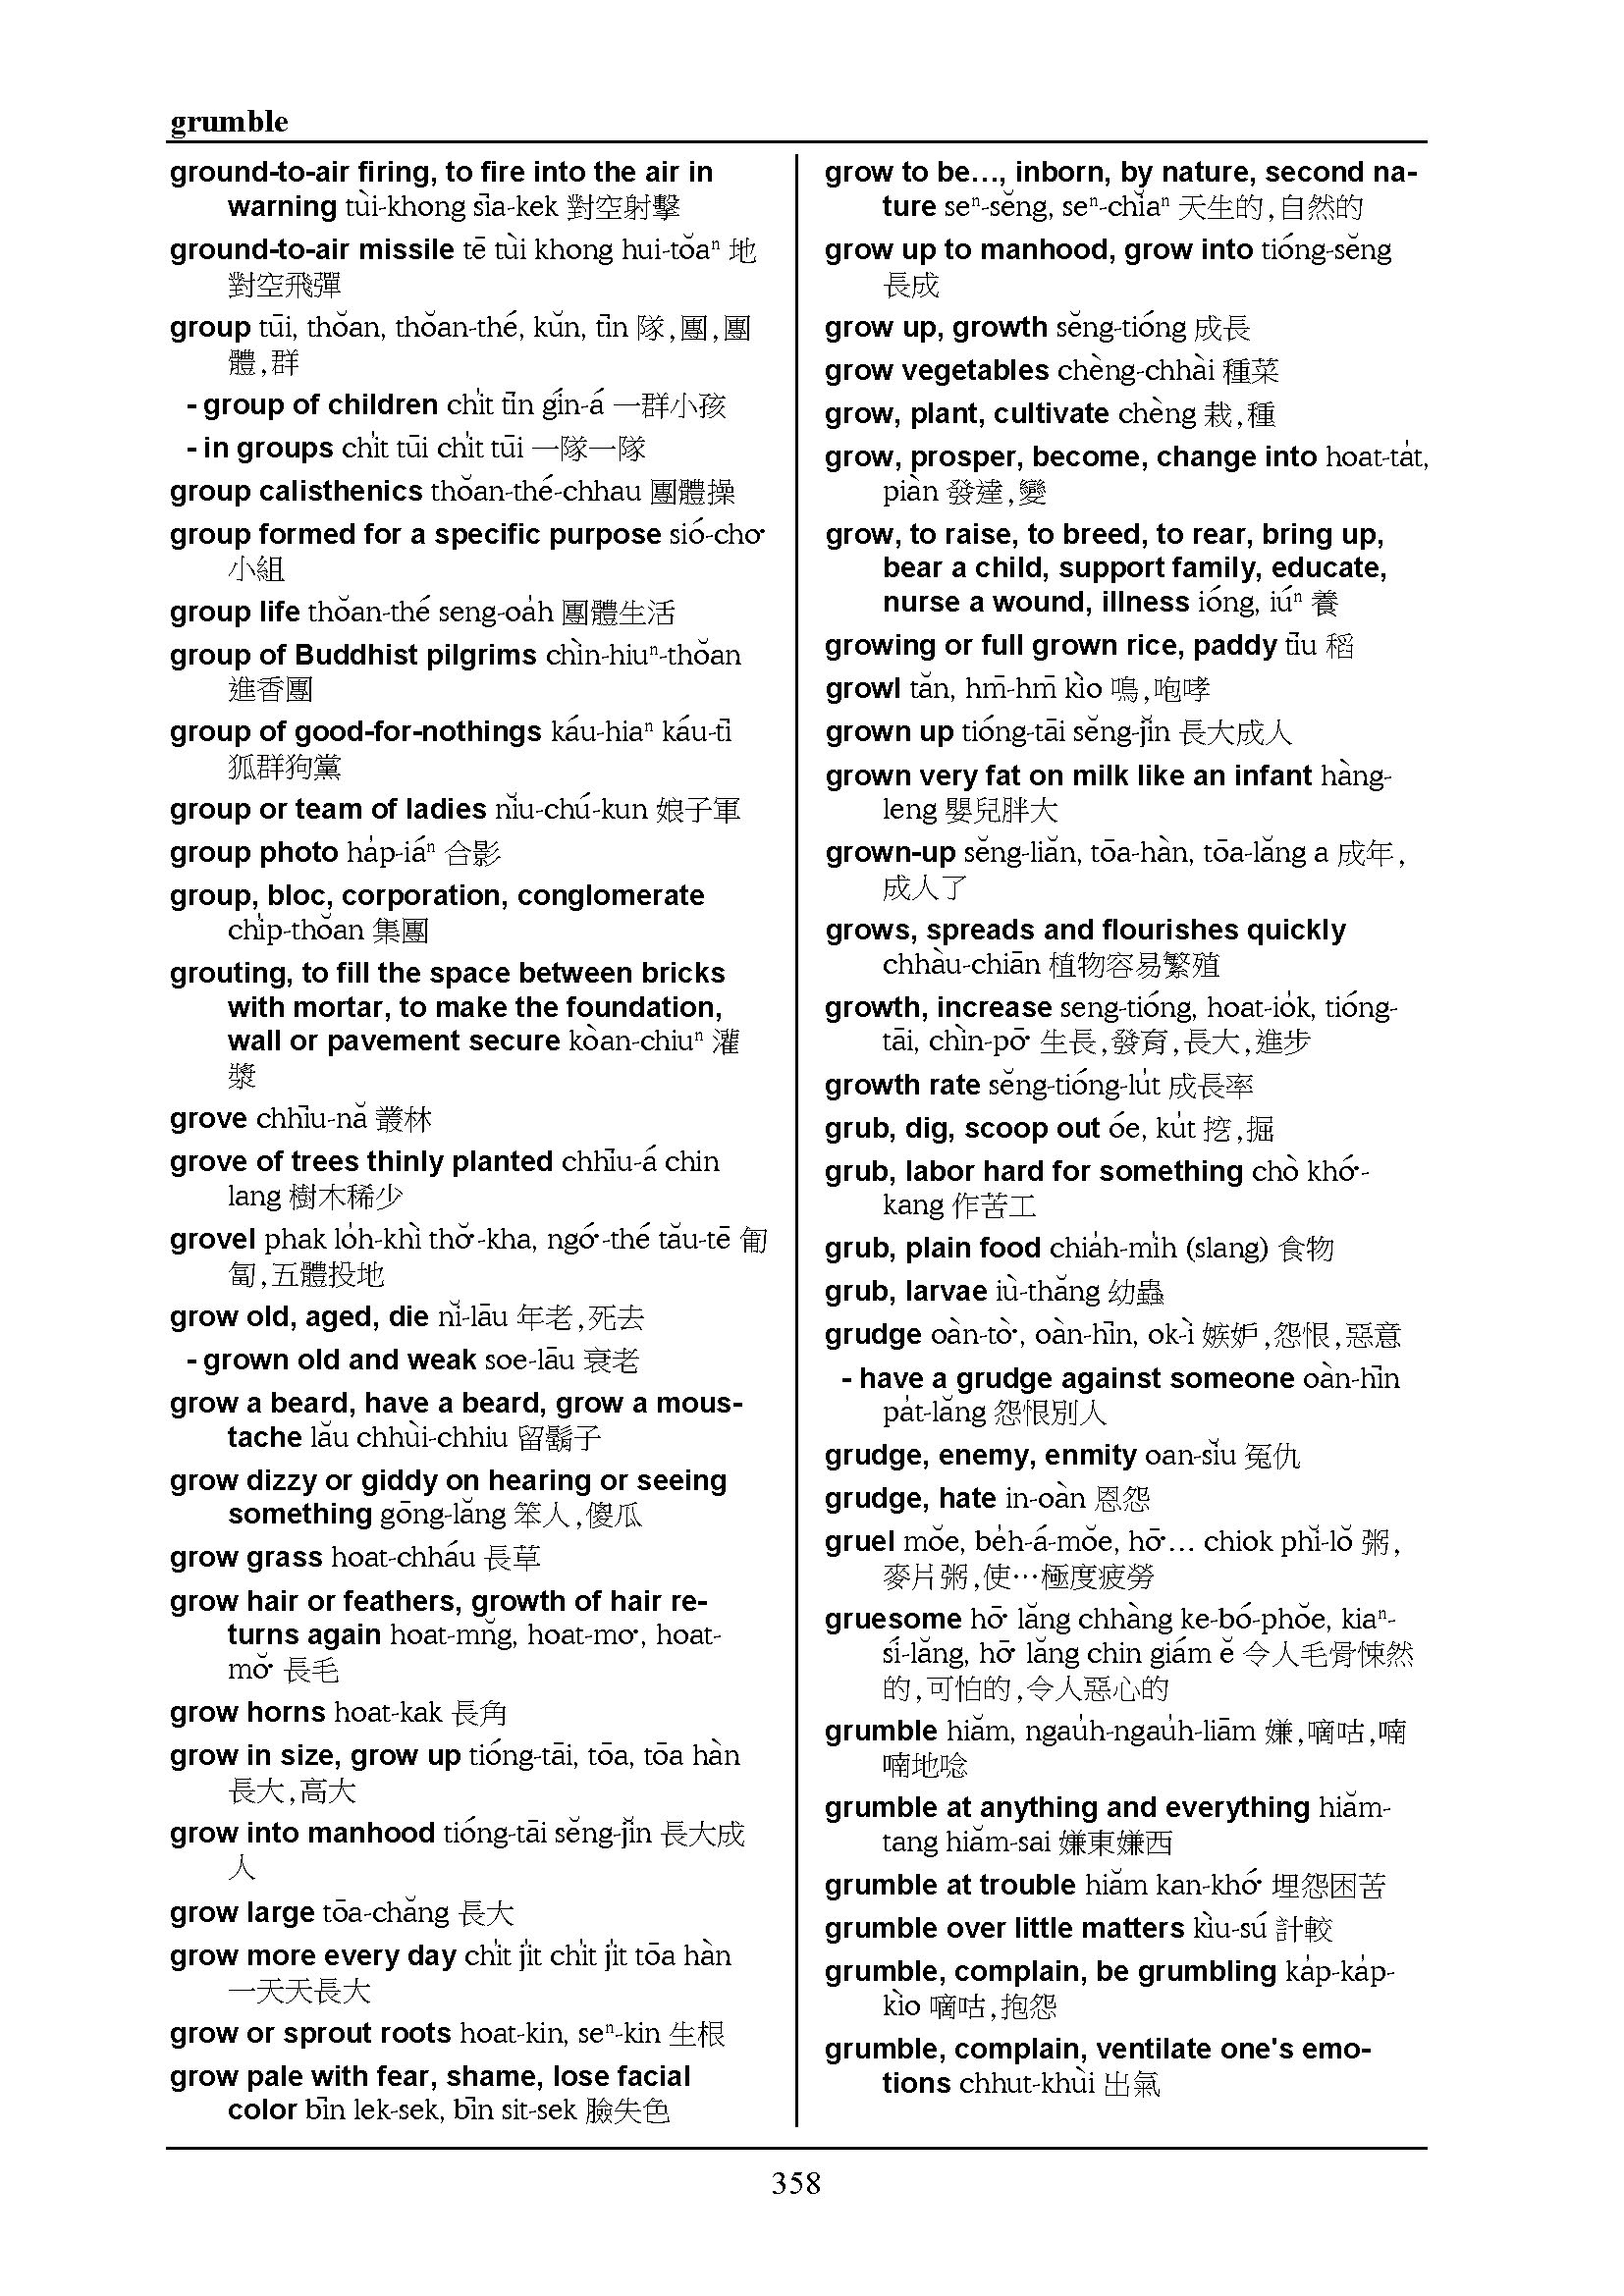 grumble
ground-to-air firing, to fire into the air in
warning tùi-khong sīa-kek 對空射擊
ground-to-air missile tē tùi khong hui-tŏaⁿ 地
對空飛彈
group tūi, thŏan, thŏan-thé, kŭn, tīn 隊,團,團
體,群
- group of children chi̍t tīn gín-á 一群小孩
- in groups chi̍t tūi chi̍t tūi 一隊一隊
group calisthenics thŏan-thé-chhau 團體操
group formed for a specific purpose sió-cho͘
小組
group life thŏan-thé seng-oa̍h 團體生活
group of Buddhist pilgrims chìn-hiuⁿ-thŏan
進香團
group of good-for-nothings káu-hiaⁿ káu-tī
狐群狗黨
group or team of ladies nĭu-chú-kun 娘子軍
group photo ha̍p-iáⁿ 合影
group, bloc, corporation, conglomerate
chi̍p-thŏan 集團
grouting, to fill the space between bricks
with mortar, to make the foundation,
wall or pavement secure kòan-chiuⁿ 灌
漿
grove chhīu-nă 叢林
grove of trees thinly planted chhīu-á chin
lang 樹木稀少
grovel phak lo̍h-khì thŏ͘-kha, ngó͘-thé tău-tē 匍
匐,五體投地
grow old, aged, die nĭ-lāu 年老,死去
- grown old and weak soe-lāu 衰老
grow a beard, have a beard, grow a mous-
tache lău chhùi-chhiu 留鬍子
grow dizzy or giddy on hearing or seeing
something gōng-lăng 笨人,傻瓜
grow grass hoat-chháu 長草
grow hair or feathers, growth of hair re-
turns again hoat-mn̆g, hoat-mo͘, hoat-
mŏ͘ 長毛
grow horns hoat-kak 長角
grow in size, grow up tióng-tāi, tōa, tōa hàn
長大,高大
grow into manhood tióng-tāi sĕng-jĭn 長大成
人
grow large tōa-chăng 長大
grow more every day chi̍t ji̍t chi̍t ji̍t tōa hàn
一天天長大
grow or sprout roots hoat-kin, seⁿ-kin 生根
grow pale with fear, shame, lose facial
color bīn lek-sek, bīn sit-sek 臉失色
grow to be…, inborn, by nature, second na-
ture seⁿ-sĕng, seⁿ-chĭaⁿ 天生的,自然的
grow up to manhood, grow into tióng-sĕng
長成
grow up, growth sĕng-tióng 成長
grow vegetables chèng-chhài 種菜
grow, plant, cultivate chèng 栽,種
grow, prosper, become, change into hoat-ta̍t,
piàn 發達,變
grow, to raise, to breed, to rear, bring up,
bear a child, support family, educate,
nurse a wound, illness ióng, iúⁿ 養
growing or full grown rice, paddy tīu 稻
growl tăn, hm̄-hm̄ kìo 鳴,咆哮
grown up tióng-tāi sĕng-jĭn 長大成人
grown very fat on milk like an infant hàng-
leng 嬰兒胖大
grown-up sĕng-liăn, tōa-hàn, tōa-lăng a 成年,
成人了
grows, spreads and flourishes quickly
chhàu-chiān 植物容易繁殖
growth, increase seng-tióng, hoat-io̍k, tióng-
tāi, chìn-pō͘ 生長,發育,長大,進步
growth rate sĕng-tióng-lu̍t 成長率
grub, dig, scoop out óe, ku̍t 挖,掘
grub, labor hard for something chò khó͘-
kang 作苦工
grub, plain food chia̍h-mi̍h (slang) 食物
grub, larvae iù-thăng 幼蟲
grudge oàn-tò͘, oàn-hīn, ok-ì 嫉妒,怨恨,惡意
- have a grudge against someone oàn-hīn
pa̍t-lăng 怨恨別人
grudge, enemy, enmity oan-sĭu 冤仇
grudge, hate in-oàn 恩怨
gruel mŏe, be̍h-á-mŏe, hō͘… chiok phĭ-lŏ 粥,
麥片粥,使…極度疲勞
gruesome hō͘ lăng chhàng ke-bó-phŏe, kiaⁿ-
sí-lăng, hō͘ lăng chin giám ĕ 令人毛骨悚然
的,可怕的,令人惡心的
grumble hiăm, ngau̍h-ngau̍h-liām 嫌,嘀咕,喃
喃地唸
grumble at anything and everything hiăm-
tang hiăm-sai 嫌東嫌西
grumble at trouble hiăm kan-khó͘ 埋怨困苦
grumble over little matters kìu-sú 計較
grumble, complain, be grumbling ka̍p-ka̍p-
kìo 嘀咕,抱怨
grumble, complain, ventilate one's emo-
tions chhut-khùi 出氣
358